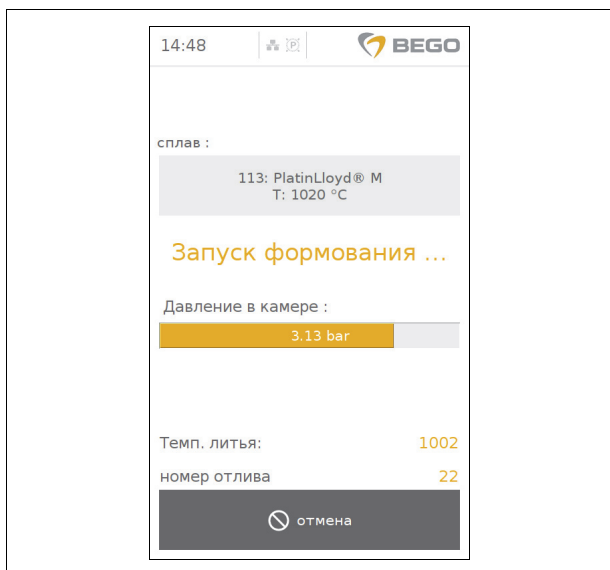 14:48
P
BEGO
сплав :
113: PlatinLloyd® M
T: 1020 °C
Запуск формования ...
Давление в камере :
3.13 bar
Темп. литья: 1002
номер отлива 22
отмена